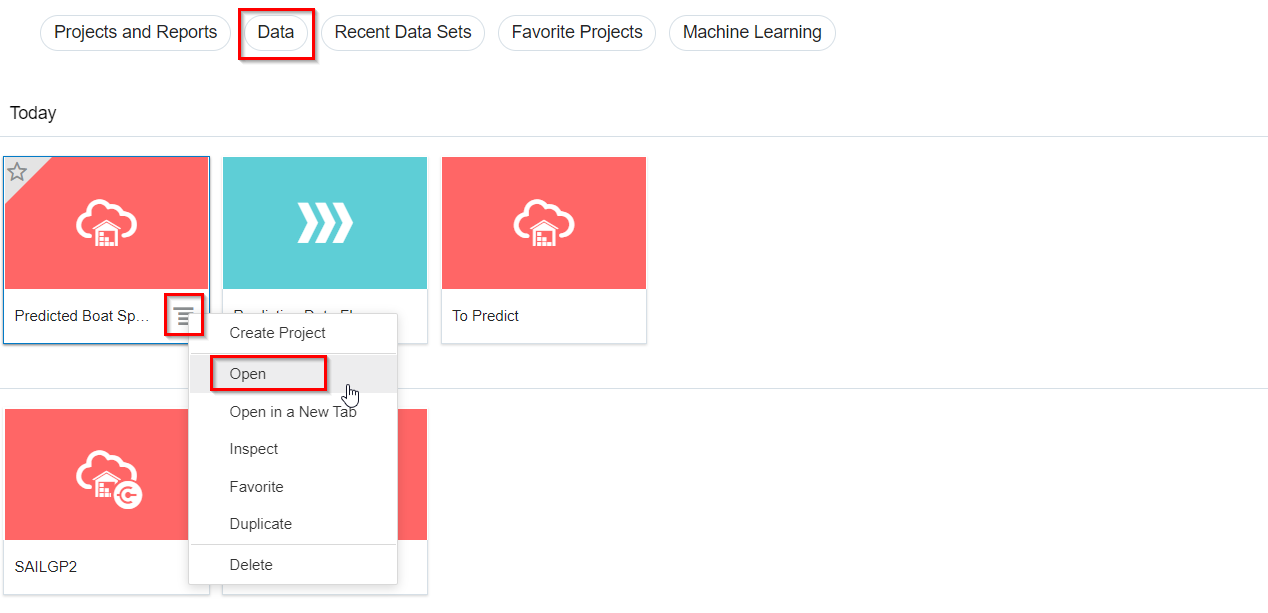 Projects and Reports
Data
Recent Data Sets
Favorite Projects
Machine Learning
Today
Predicted Boat Sp...
To Predict
Create Project
Open
Open in a New Tab
Inspect
Favorite
Duplicate
Delete
SAILGP2